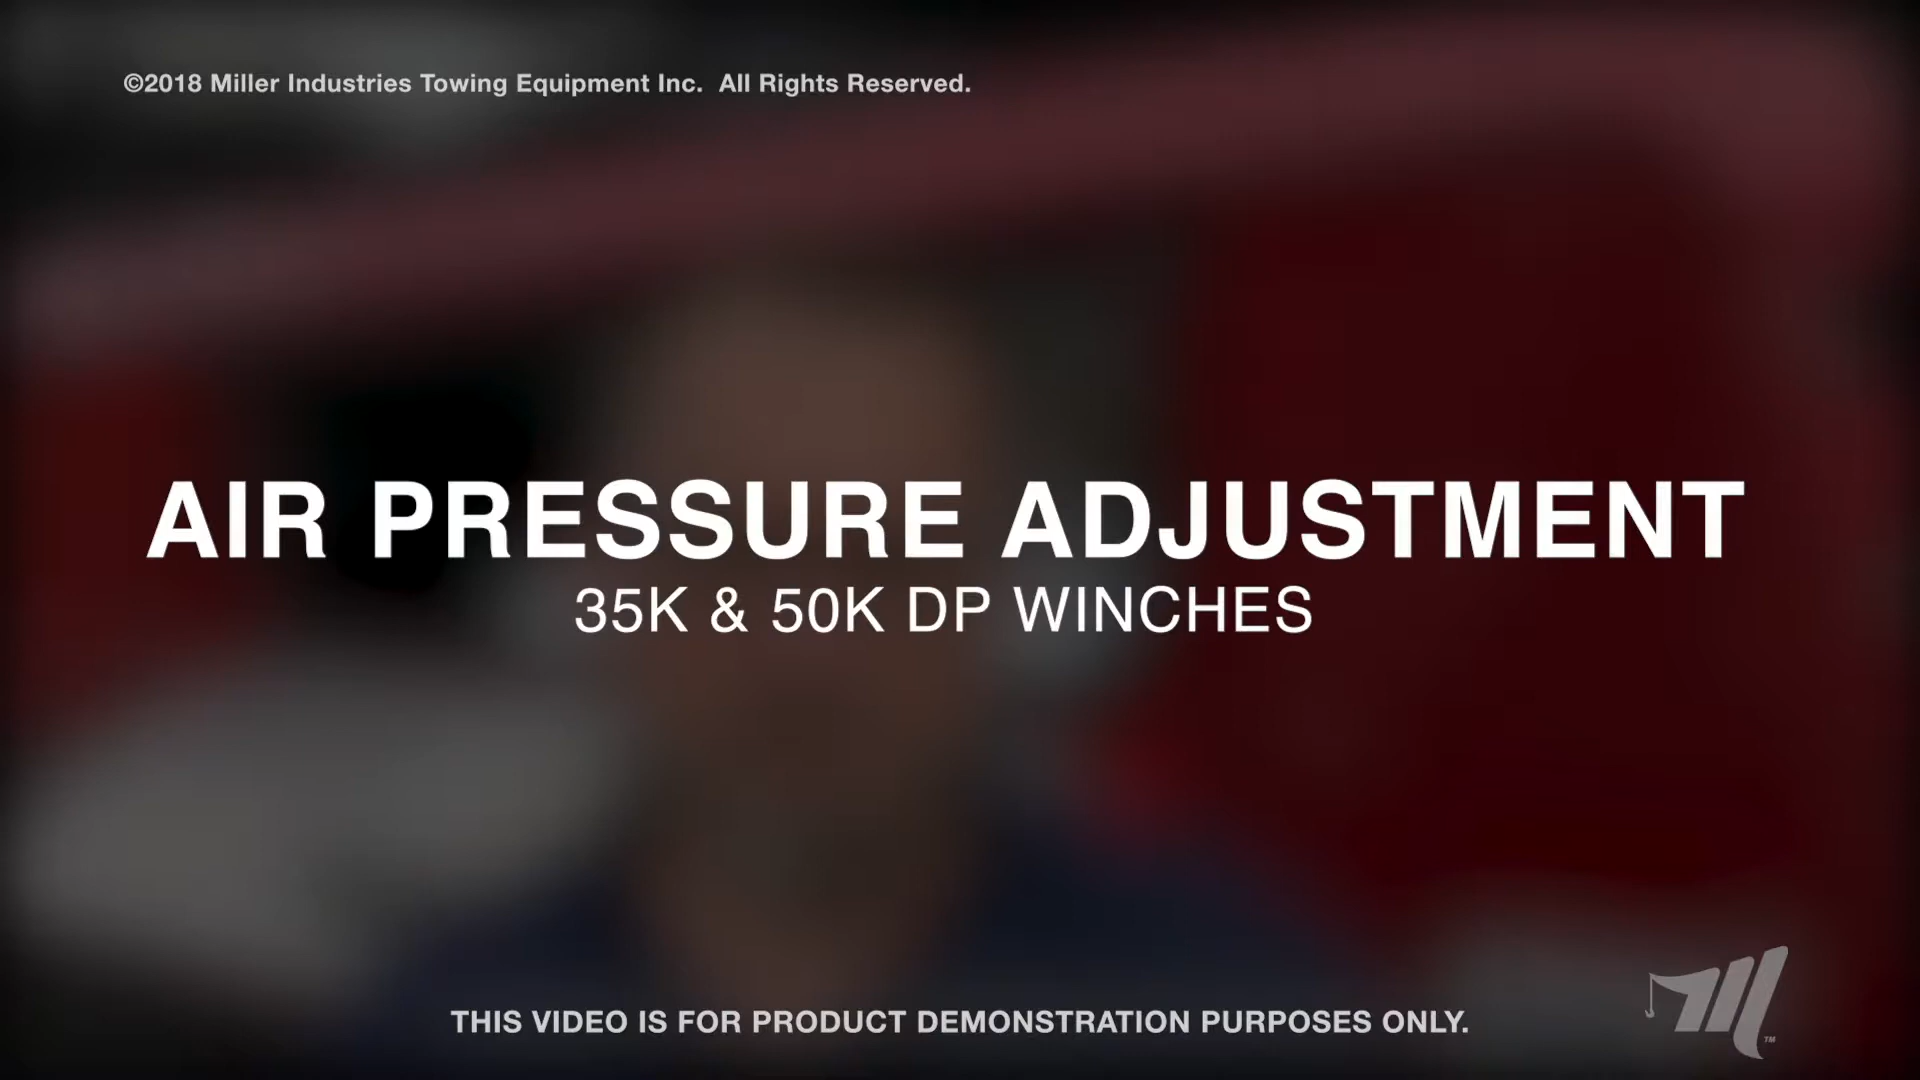 ©2018 Miller Industries Towing Equipment Inc.  All Rights Reserved.
AIR PRESSURE ADJUSTMENT
35K & 50K DP WINCHES
THIS VIDEO IS FOR PRODUCT DEMONSTRATION PURPOSES ONLY.
TM